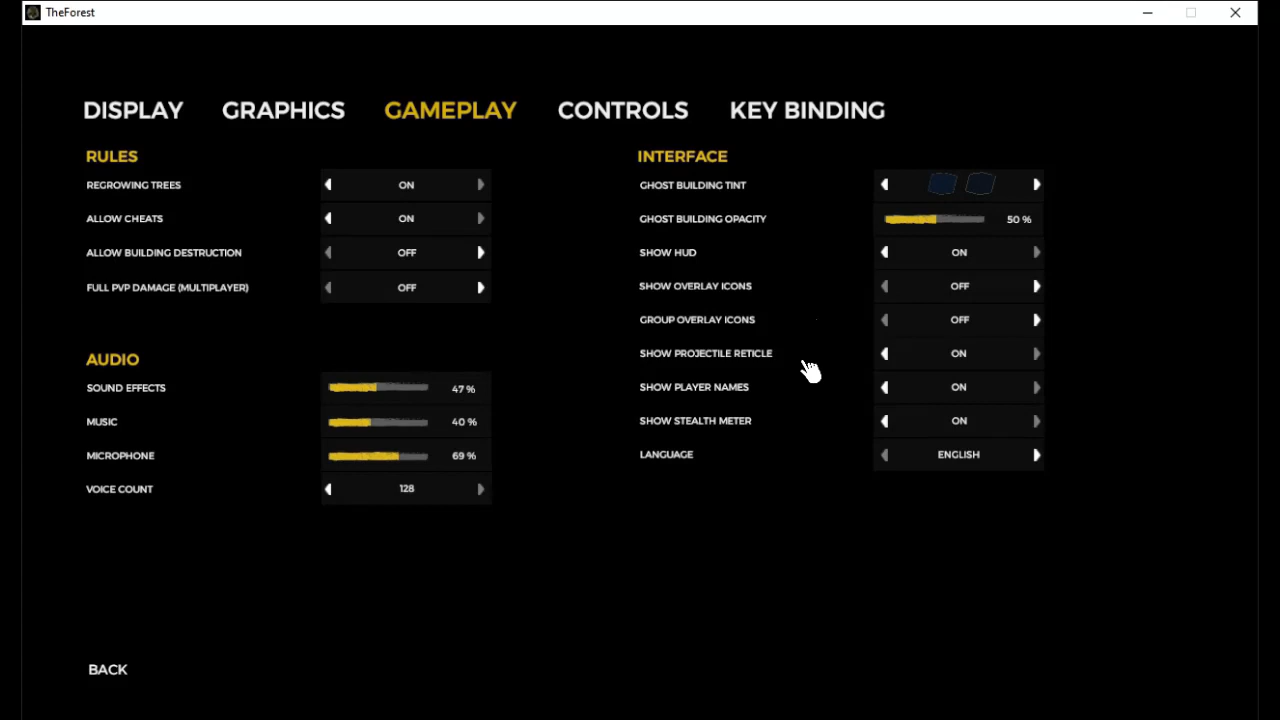 TheForest
DISPLAY GRAPHICS GAMEPLAY CONTROLS KEY BINDING
RULES
REGROWING TREES ON
ALLOW CHEATS ON
ALLOW BUILDING DESTRUCTION OFF
FULL PVP DAMAGE (MULTIPLAYER) OFF
AUDIO
SOUND EFFECTS 47 %
MUSIC 40 %
MICROPHONE 69 %
VOICE COUNT 128
INTERFACE
GHOST BUILDING TINT
GHOST BUILDING OPACITY 50 %
SHOW HUD ON
SHOW OVERLAY ICONS OFF
GROUP OVERLAY ICONS OFF
SHOW PROJECTILE RETICLE ON
SHOW PLAYER NAMES ON
SHOW STEALTH METER ON
LANGUAGE ENGLISH
BACK